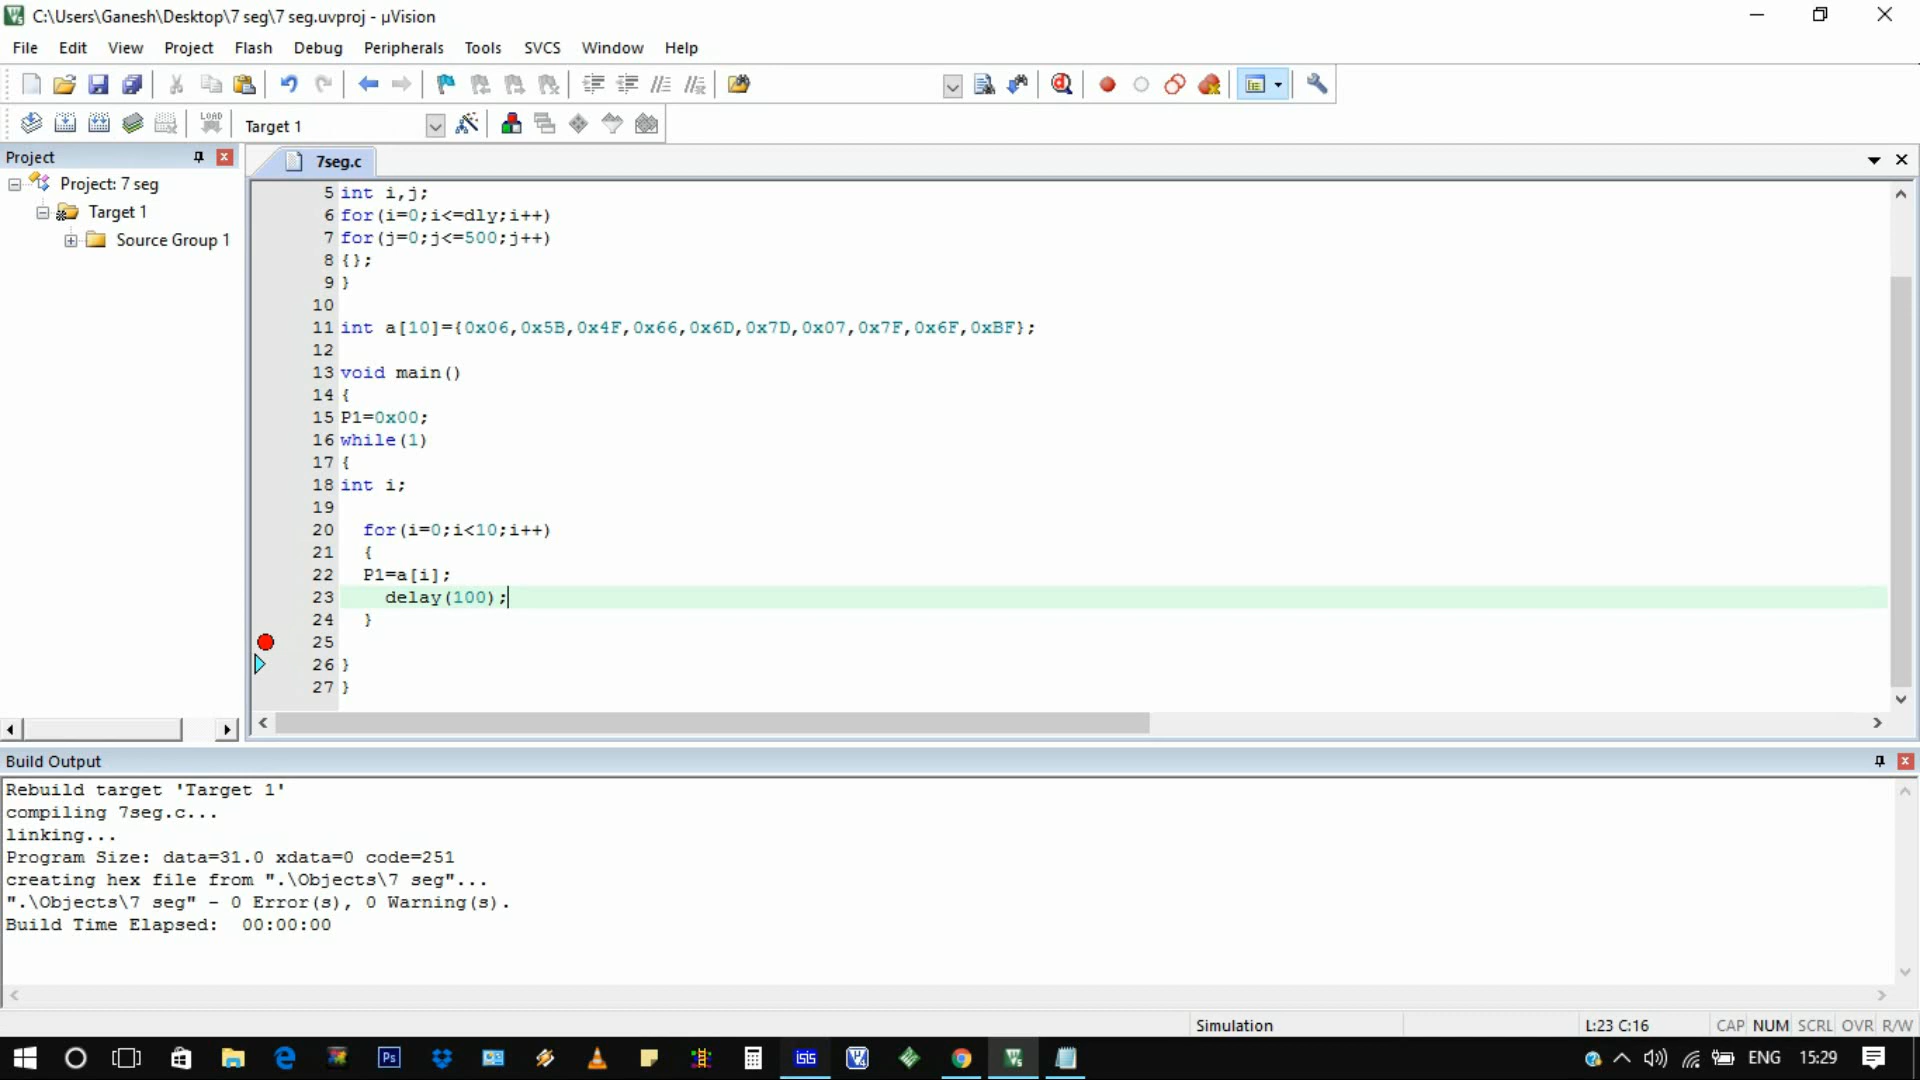 C:\Users\Ganesh\Desktop\7 seg\7 seg.uvproj - µVision
File Edit View Project Flash Debug Peripherals Tools SVCS Window Help
LOAD
Target 1
Project
7seg.c
Project: 7 seg
Target 1
Source Group 1
5 int i,j;
6 for(i=0;i<=dly;i++)
7 for(j=0;j<=500;j++)
8 {};
9 }
10
11 int a[10]={0x06,0x5B,0x4F,0x66,0x6D,0x7D,0x07,0x7F,0x6F,0xBF};
12
13 void main()
14 {
15 P1=0x00;
16 while(1)
17 {
18 int i;
19
20 for(i=0;i<10;i++)
21 {
22 P1=a[i];
23 delay(100);
24 }
25
26 }
27 }
Build Output
Rebuild target 'Target 1'
compiling 7seg.c...
linking...
Program Size: data=31.0 xdata=0 code=251
creating hex file from ".\Objects\7 seg"...
".\Objects\7 seg" - 0 Error(s), 0 Warning(s).
Build Time Elapsed:  00:00:00
Simulation L:23 C:16 CAP NUM SCRL OVR R/W
Ps isis ENG 15:29